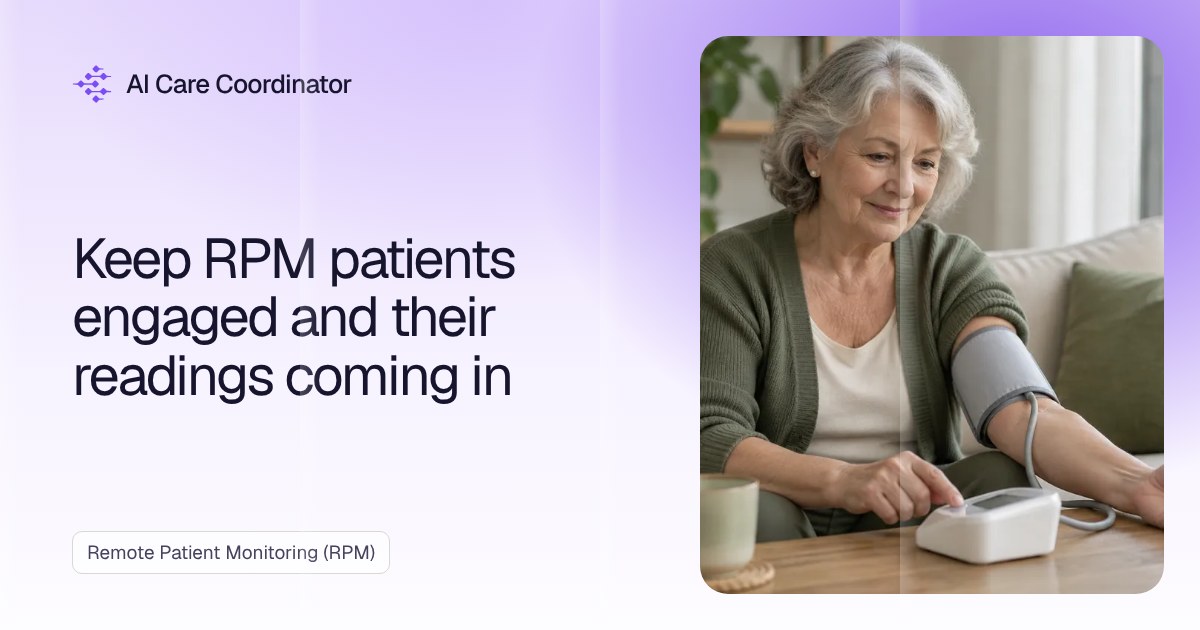 AI Care Coordinator
Keep RPM patients
engaged and their
readings coming in
Remote Patient Monitoring (RPM)